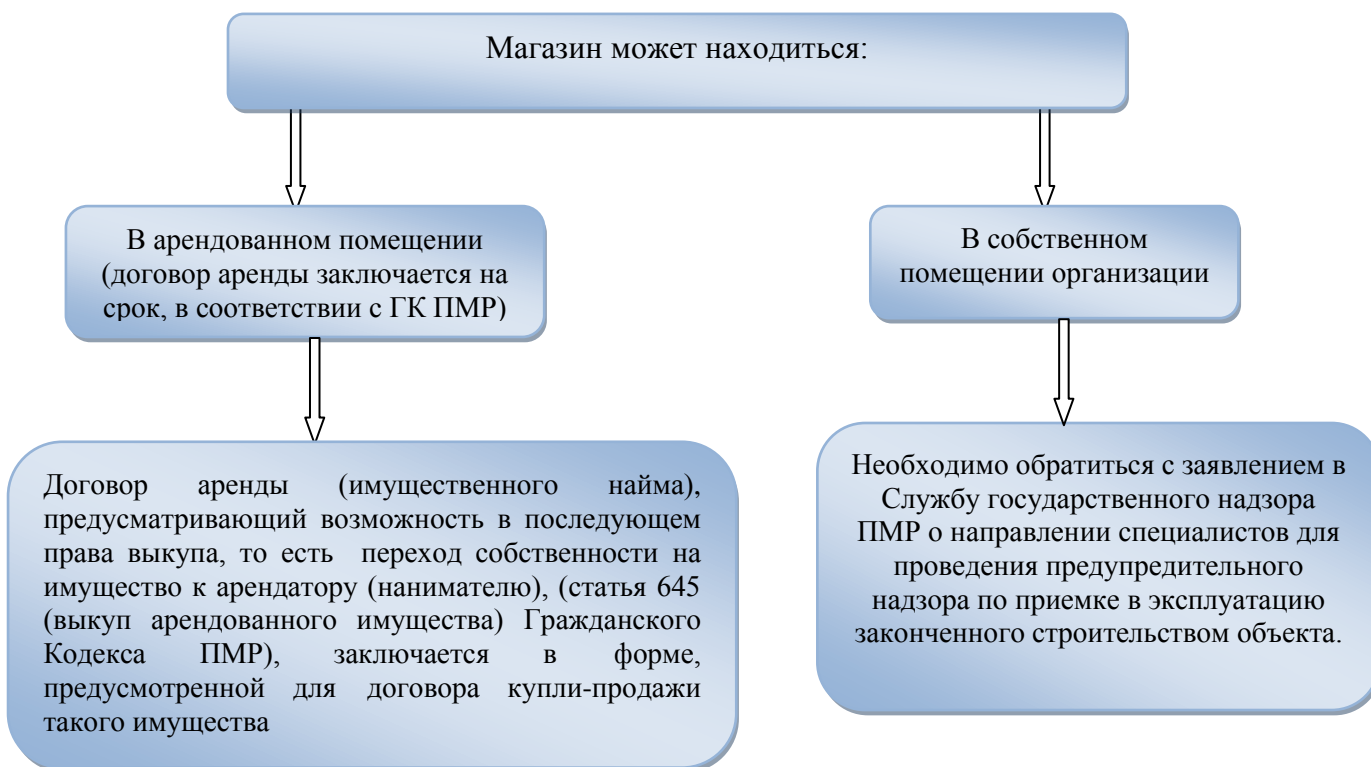 Магазин может находиться:
В арендованном помещении
(договор аренды заключается на
срок, в соответствии с ГК ПМР)
В собственном
помещении организации
Договор аренды (имущественного найма),
предусматривающий возможность в последующем
права выкупа, то есть переход собственности на
имущество к арендатору (нанимателю), (статья 645
(выкуп арендованного имущества) Гражданского
Кодекса ПМР), заключается в форме,
предусмотренной для договора купли-продажи
такого имущества
Необходимо обратиться с заявлением в
Службу государственного надзора
ПМР о направлении специалистов для
проведения предупредительного
надзора по приемке в эксплуатацию
законченного строительством объекта.